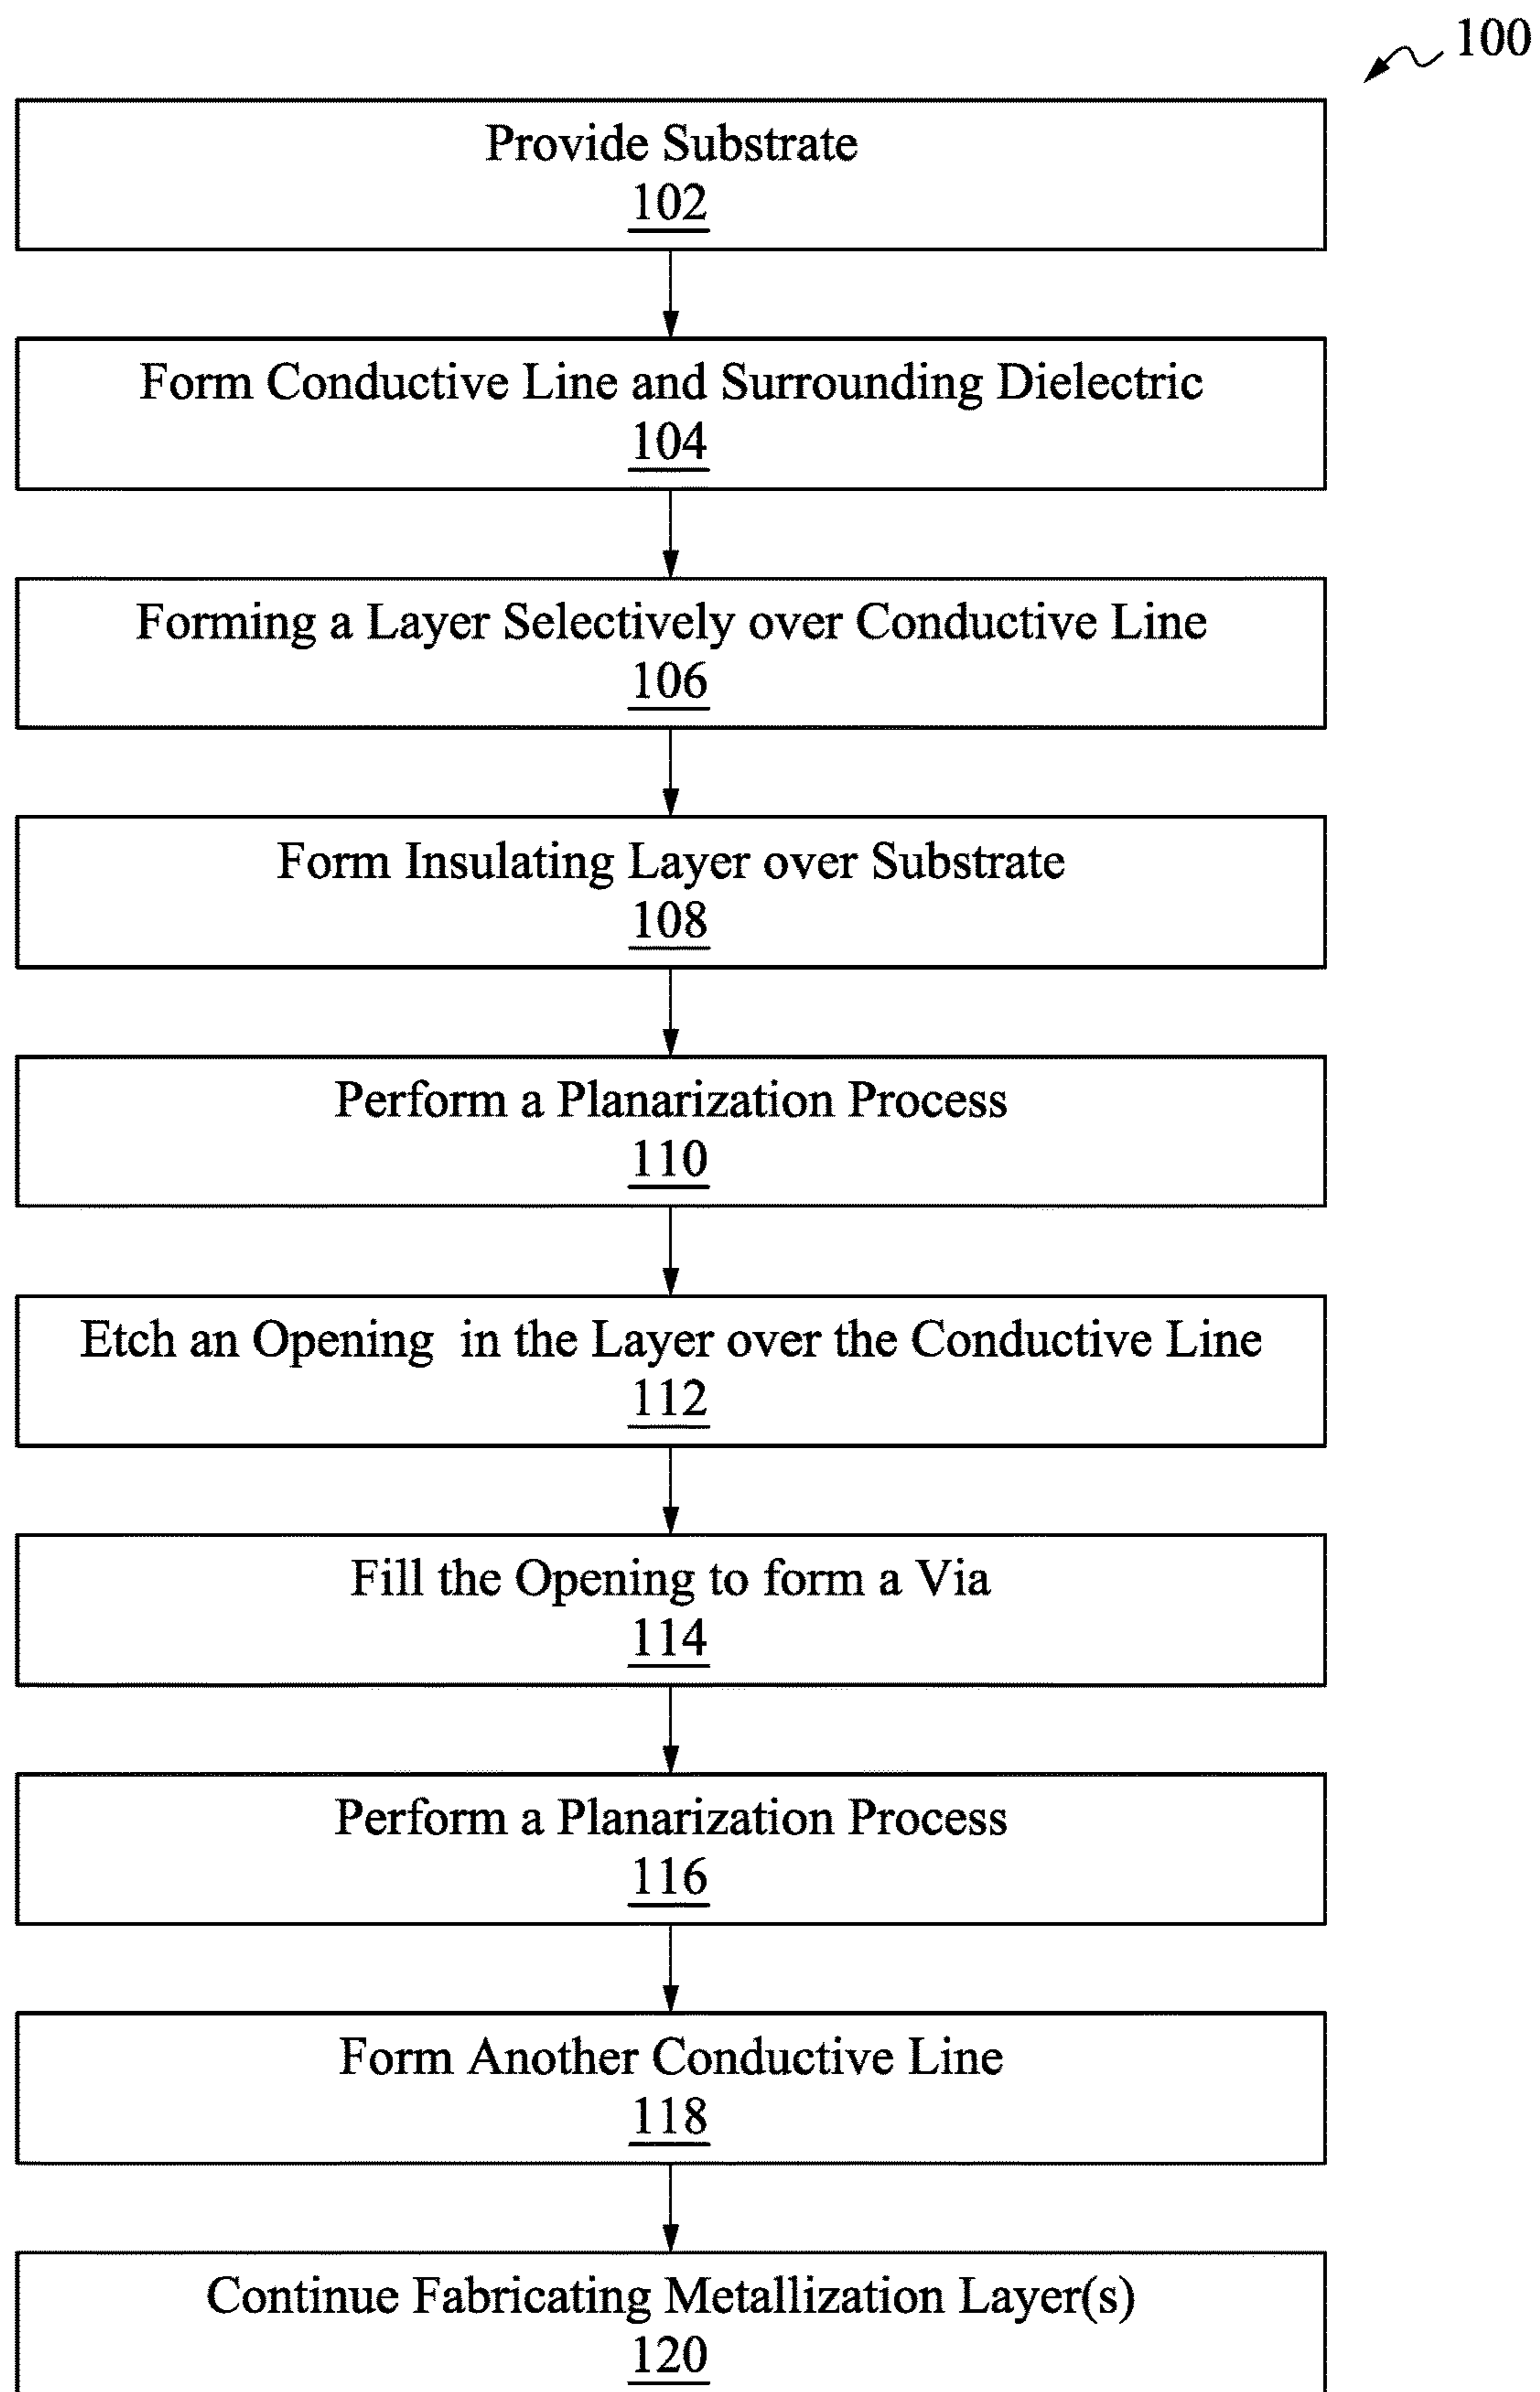 100
Provide Substrate
102
Form Conductive Line and Surrounding Dielectric
104
Forming a Layer Selectively over Conductive Line
106
Form Insulating Layer over Substrate
108
Perform a Planarization Process
110
Etch an Opening in the Layer over the Conductive Line
112
Fill the Opening to form a Via
114
Perform a Planarization Process
116
Form Another Conductive Line
118
Continue Fabricating Metallization Layer(s)
120